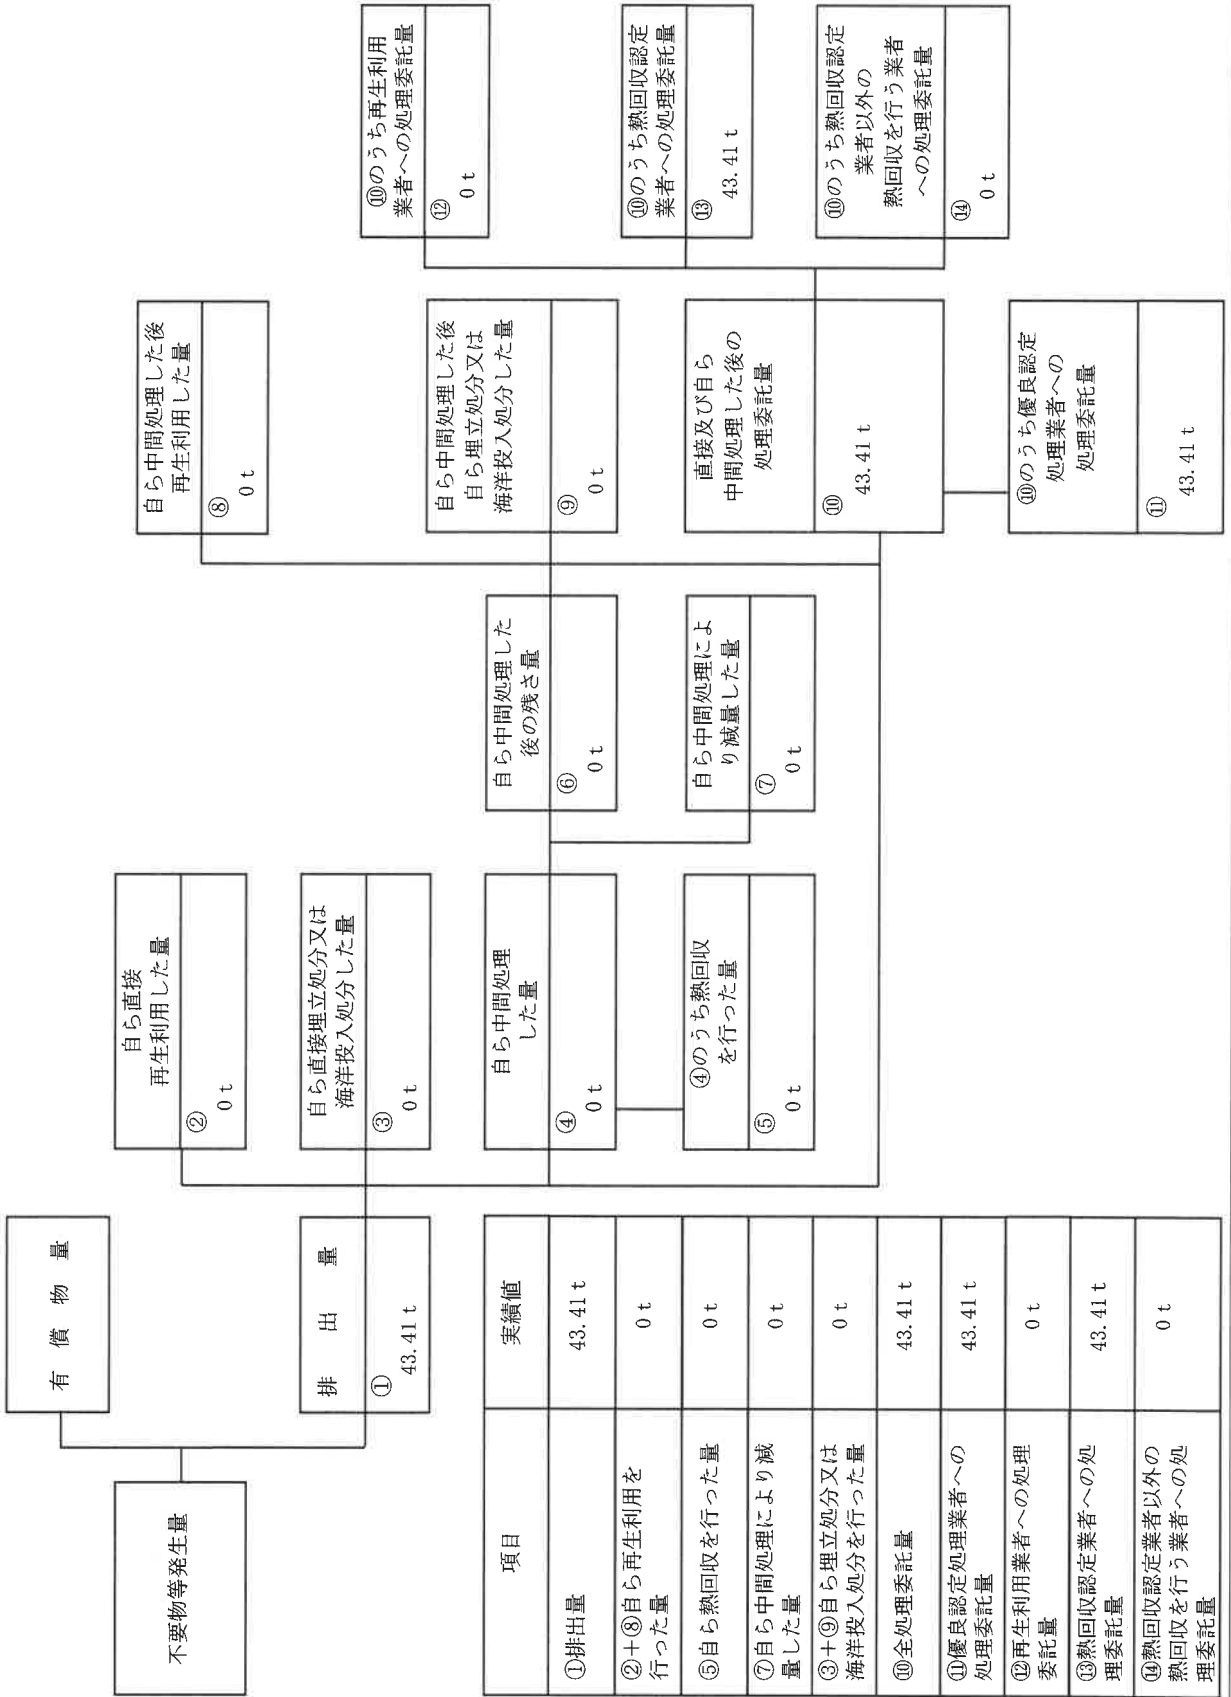 不要物等発生量
有償物量
排出量
①
43.41 t
自ら直接
再生利用した量
②
0 t
自ら直接埋立処分又は
海洋投入処分した量
③
0 t
自ら中間処理
した量
④
0 t
④のうち熱回収
を行った量
⑤
0 t
自ら中間処理した
後の残さ量
⑥
0 t
自ら中間処理によ
り減量した量
⑦
0 t
自ら中間処理した後
再生利用した量
⑧
0 t
自ら中間処理した後
自ら埋立処分又は
海洋投入処分した量
⑨
0 t
直接及び自ら
中間処理した後の
処理委託量
⑩
43.41 t
⑩のうち優良認定
処理業者への
処理委託量
⑪
43.41 t
⑩のうち再生利用
業者への処理委託量
⑫
0 t
⑩のうち熱回収認定
業者への処理委託量
⑬
43.41 t
⑩のうち熱回収認定
業者以外の
熱回収を行う業者
への処理委託量
⑭
0 t
項目 実績値
①排出量 43.41 t
②+⑧自ら再生利用を
行った量 0 t
⑤自ら熱回収を行った量 0 t
⑦自ら中間処理により減
量した量 0 t
③+⑨自ら埋立処分又は
海洋投入処分を行った量 0 t
⑩全処理委託量 43.41 t
⑪優良認定処理業者への
処理委託量 43.41 t
⑫再生利用業者への処理
委託量 0 t
⑬熱回収認定業者への処
理委託量 43.41 t
⑭熱回収認定業者以外の
熱回収を行う業者への処
理委託量 0 t